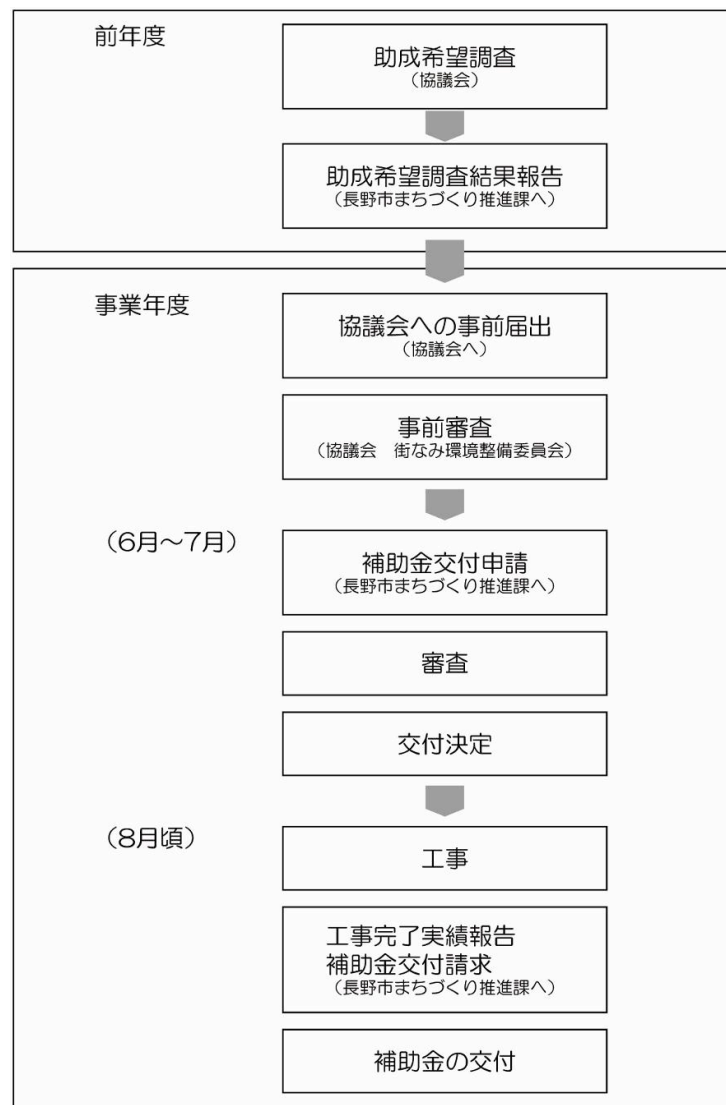 前年度
助成希望調査
（協議会）
助成希望調査結果報告
（長野市まちづくり推進課へ）
事業年度
協議会への事前届出
（協議会へ）
事前審査
（協議会　街なみ環境整備委員会）
（6月～7月）
補助金交付申請
（長野市まちづくり推進課へ）
審査
交付決定
（8月頃）
工事
工事完了実績報告
補助金交付請求
（長野市まちづくり推進課へ）
補助金の交付